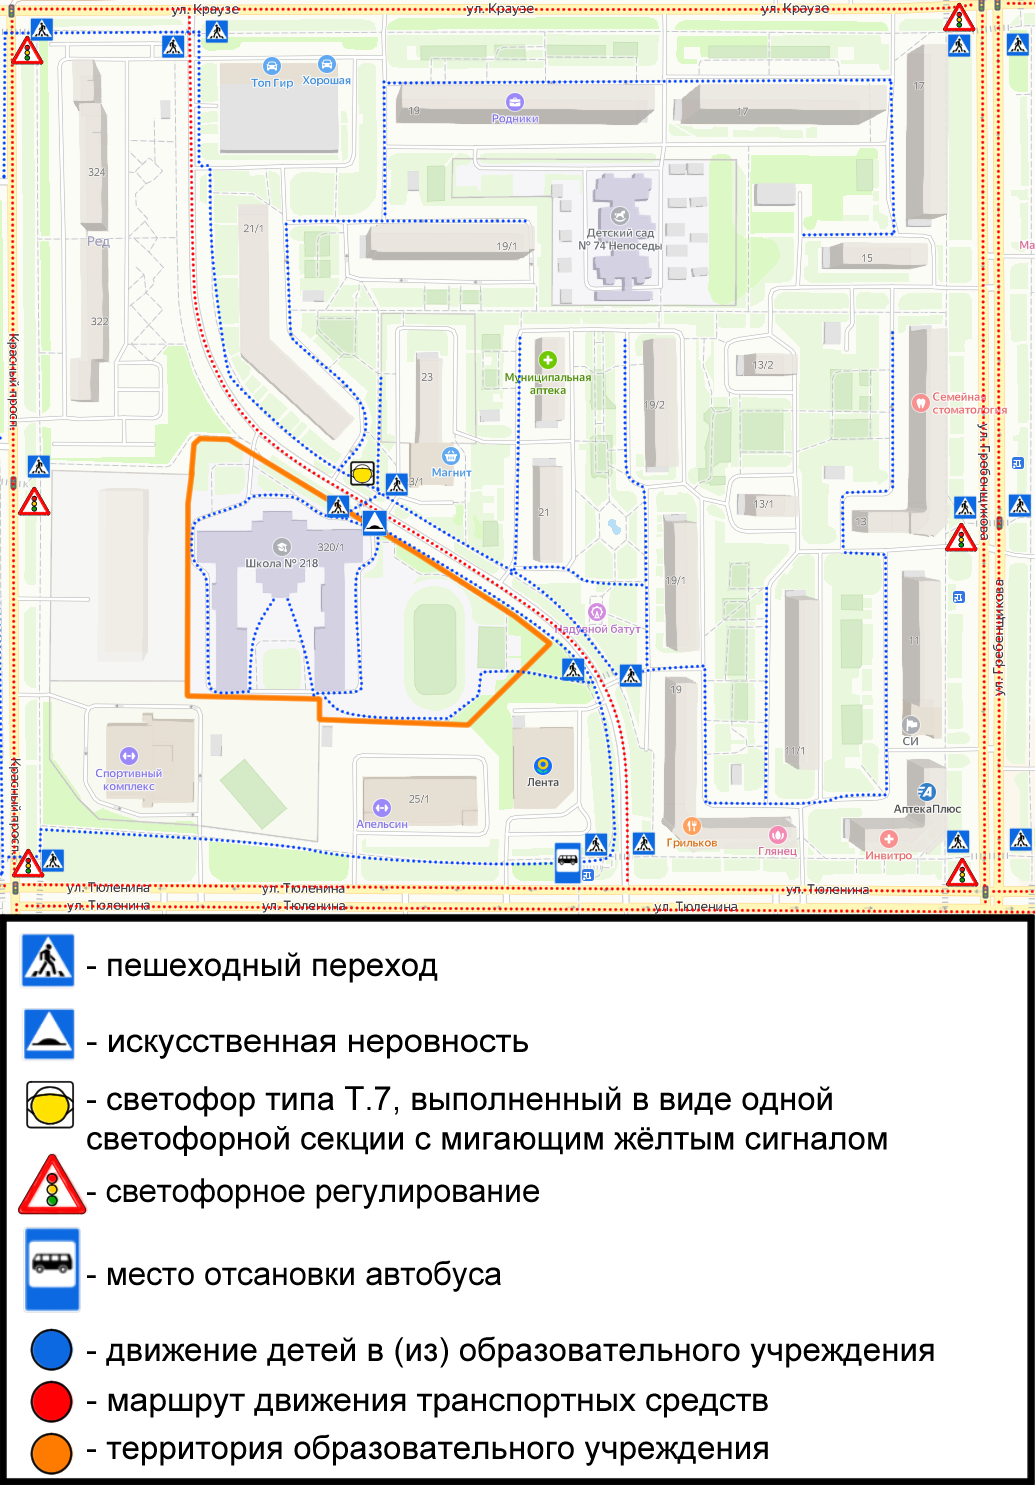 ул. Краузе
ул. Краузе
ул. Краузе
Топ Гир
Хорошая
19
Родники
17
17
324
Ред
322
21/1
19/1
Детский сад
№ 74 Непоседы
15
Ма
Красный просп.
23
Муниципальная
аптека
13/2
19/2
Семейная
стоматология
ул. Гребенщикова
Магнит
3/1
21
13/1
13
320/1
Школа № 218
19/1
Надувной батут
11
ул. Гребенщикова
19
11/1
СИ
Спортивный
комплекс
Красный просп.
Лента
25/1
Апельсин
АптекаПлюс
Грильков
Глянец
Инвитро
ул. Тюленина
ул. Тюленина
ул. Тюленина
ул. Тюленина
ул. Тюленина
ул. Тюленина
- пешеходный переход
- искусственная неровность
- светофор типа Т.7, выполненный в виде одной
светофорной секции с мигающим жёлтым сигналом
- светофорное регулирование
- место отсановки автобуса
- движение детей в (из) образовательного учреждения
- маршрут движения транспортных средств
- территория образовательного учреждения